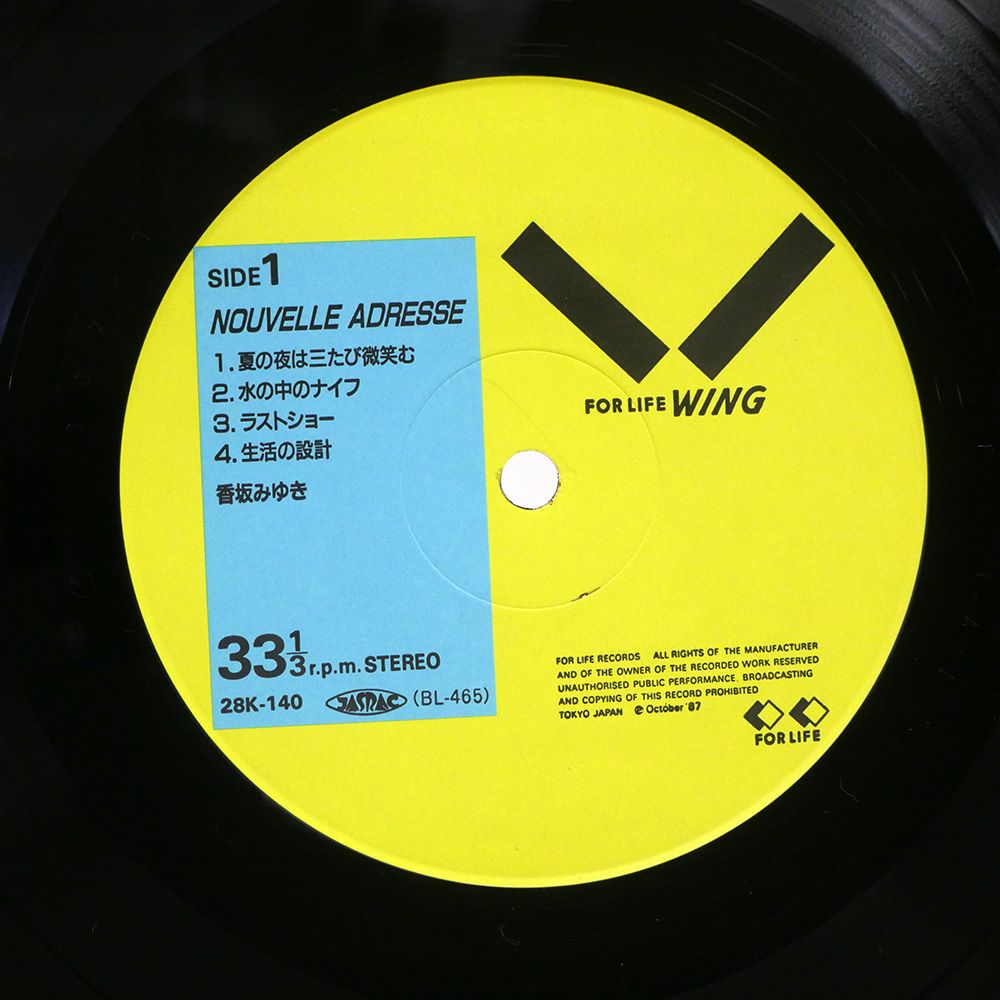 SIDE 1
NOUVELLE ADRESSE
1. 夏の夜は三たび微笑む
2. 水の中のナイフ
3. ラストショー
4. 生活の設計
香坂みゆき
33 1/3 r.p.m. STEREO
28K-140 JASRAC (BL-465)
FOR LIFE WING
FOR LIFE RECORDS ALL RIGHTS OF THE MANUFACTURER
AND OF THE OWNER OF THE RECORDED WORK RESERVED
UNAUTHORISED PUBLIC PERFORMANCE. BROADCASTING
AND COPYING OF THIS RECORD PROHIBITED
TOKYO JAPAN ℗ October '87
FOR LIFE